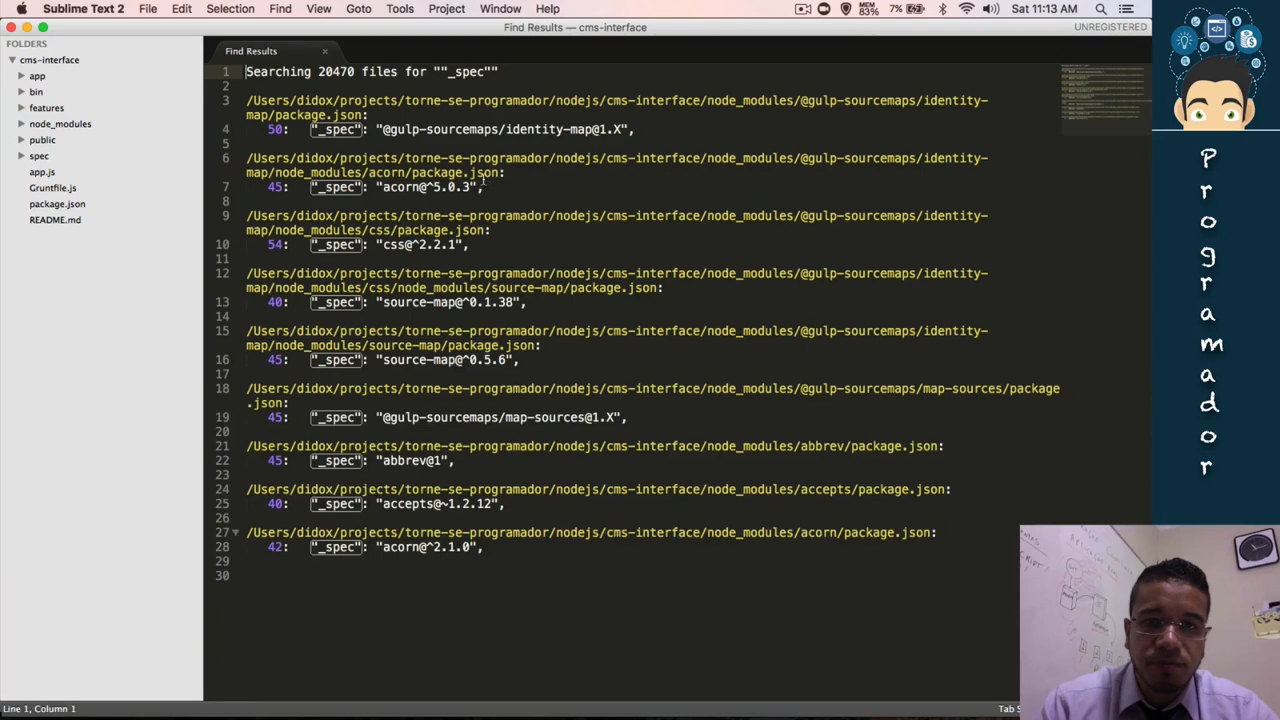 Sublime Text 2 File Edit Selection Find View Goto Tools Project Window Help MEM 83% 7% Sat 11:13 AM
Find Results — cms-interface UNREGISTERED
FOLDERS
cms-interface
app
bin
features
node_modules
public
spec
app.js
Gruntfile.js
package.json
README.md
Find Results ×
1 Searching 20470 files for ""_spec""
2
3 /Users/didox/projects/torne-se-programador/nodejs/cms-interface/node_modules/@gulp-sourcemaps/identity-
map/package.json:
4 50: "_spec": "@gulp-sourcemaps/identity-map@1.X",
5
6 /Users/didox/projects/torne-se-programador/nodejs/cms-interface/node_modules/@gulp-sourcemaps/identity-
map/node_modules/acorn/package.json:
7 45: "_spec": "acorn@^5.0.3",
8
9 /Users/didox/projects/torne-se-programador/nodejs/cms-interface/node_modules/@gulp-sourcemaps/identity-
map/node_modules/css/package.json:
10 54: "_spec": "css@^2.2.1",
11
12 /Users/didox/projects/torne-se-programador/nodejs/cms-interface/node_modules/@gulp-sourcemaps/identity-
map/node_modules/css/node_modules/source-map/package.json:
13 40: "_spec": "source-map@^0.1.38",
14
15 /Users/didox/projects/torne-se-programador/nodejs/cms-interface/node_modules/@gulp-sourcemaps/identity-
map/node_modules/source-map/package.json:
16 45: "_spec": "source-map@^0.5.6",
17
18 /Users/didox/projects/torne-se-programador/nodejs/cms-interface/node_modules/@gulp-sourcemaps/map-sources/package
.json:
19 45: "_spec": "@gulp-sourcemaps/map-sources@1.X",
20
21 /Users/didox/projects/torne-se-programador/nodejs/cms-interface/node_modules/abbrev/package.json:
22 45: "_spec": "abbrev@1",
23
24 /Users/didox/projects/torne-se-programador/nodejs/cms-interface/node_modules/accepts/package.json:
25 40: "_spec": "accepts@~1.2.12",
26
27 /Users/didox/projects/torne-se-programador/nodejs/cms-interface/node_modules/acorn/package.json:
28 42: "_spec": "acorn@^2.1.0",
29
30
Line 1, Column 1
Tab S
Programador